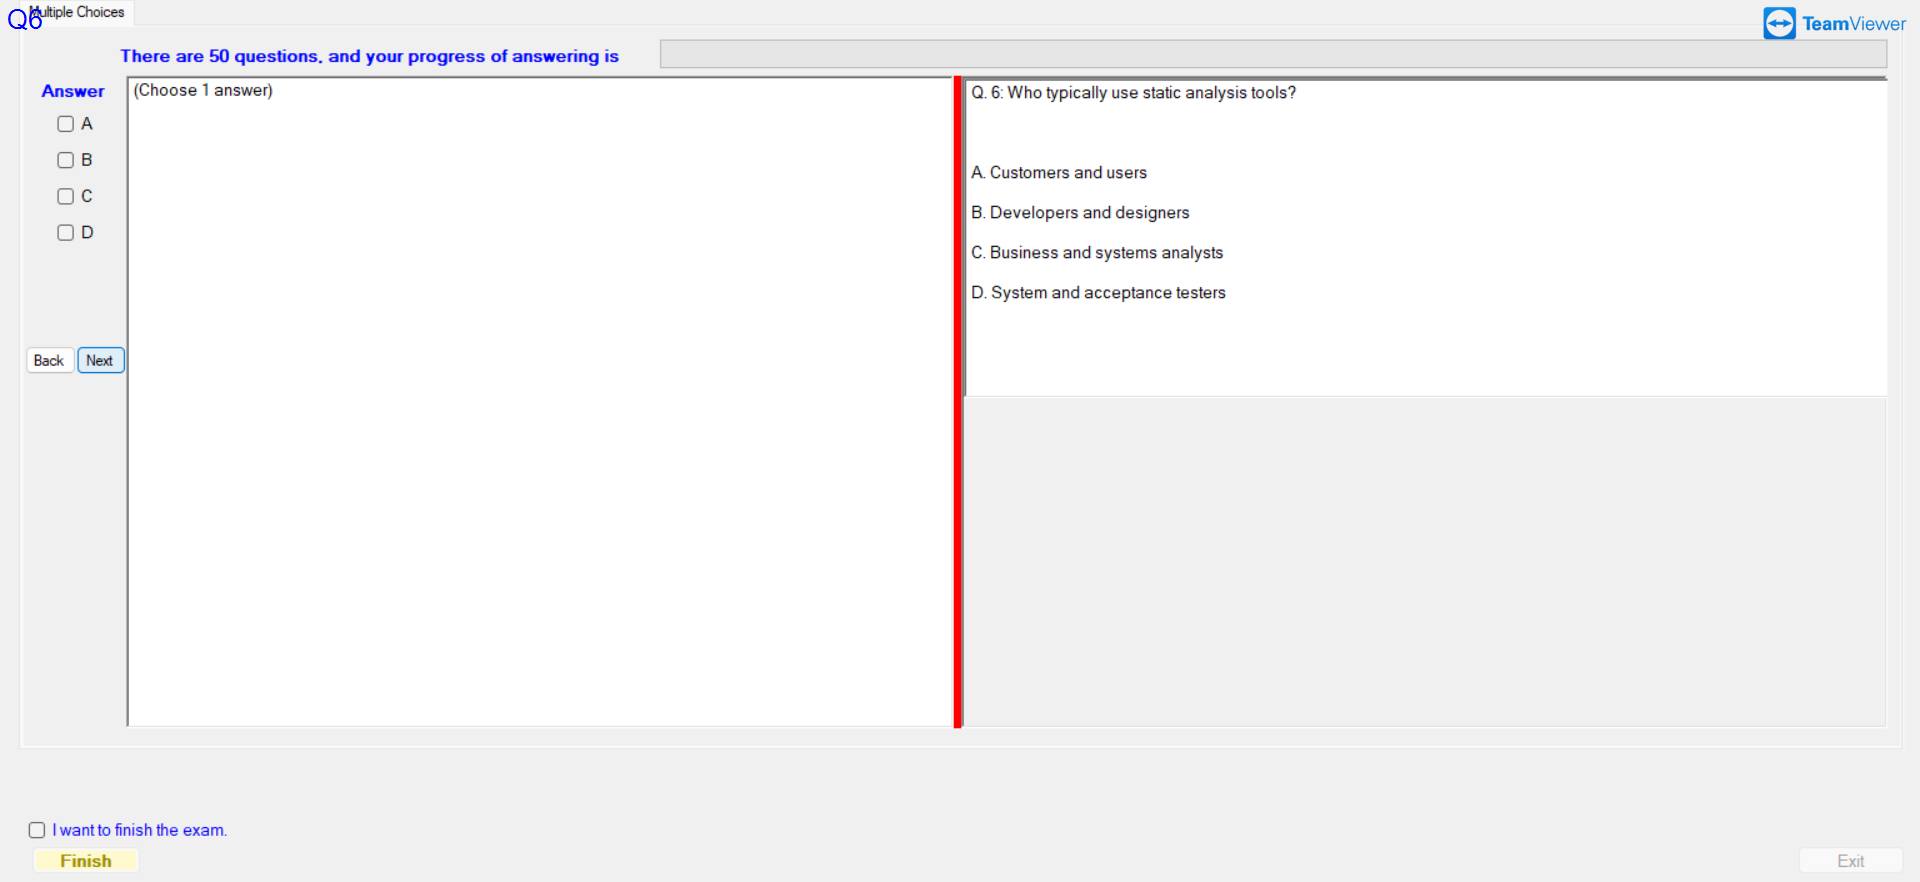 Multiple Choices
Q6
TeamViewer
There are 50 questions, and your progress of answering is
Answer
(Choose 1 answer)
A
B
C
D
Back
Next
Q. 6: Who typically use static analysis tools?
A. Customers and users
B. Developers and designers
C. Business and systems analysts
D. System and acceptance testers
I want to finish the exam.
Finish
Exit